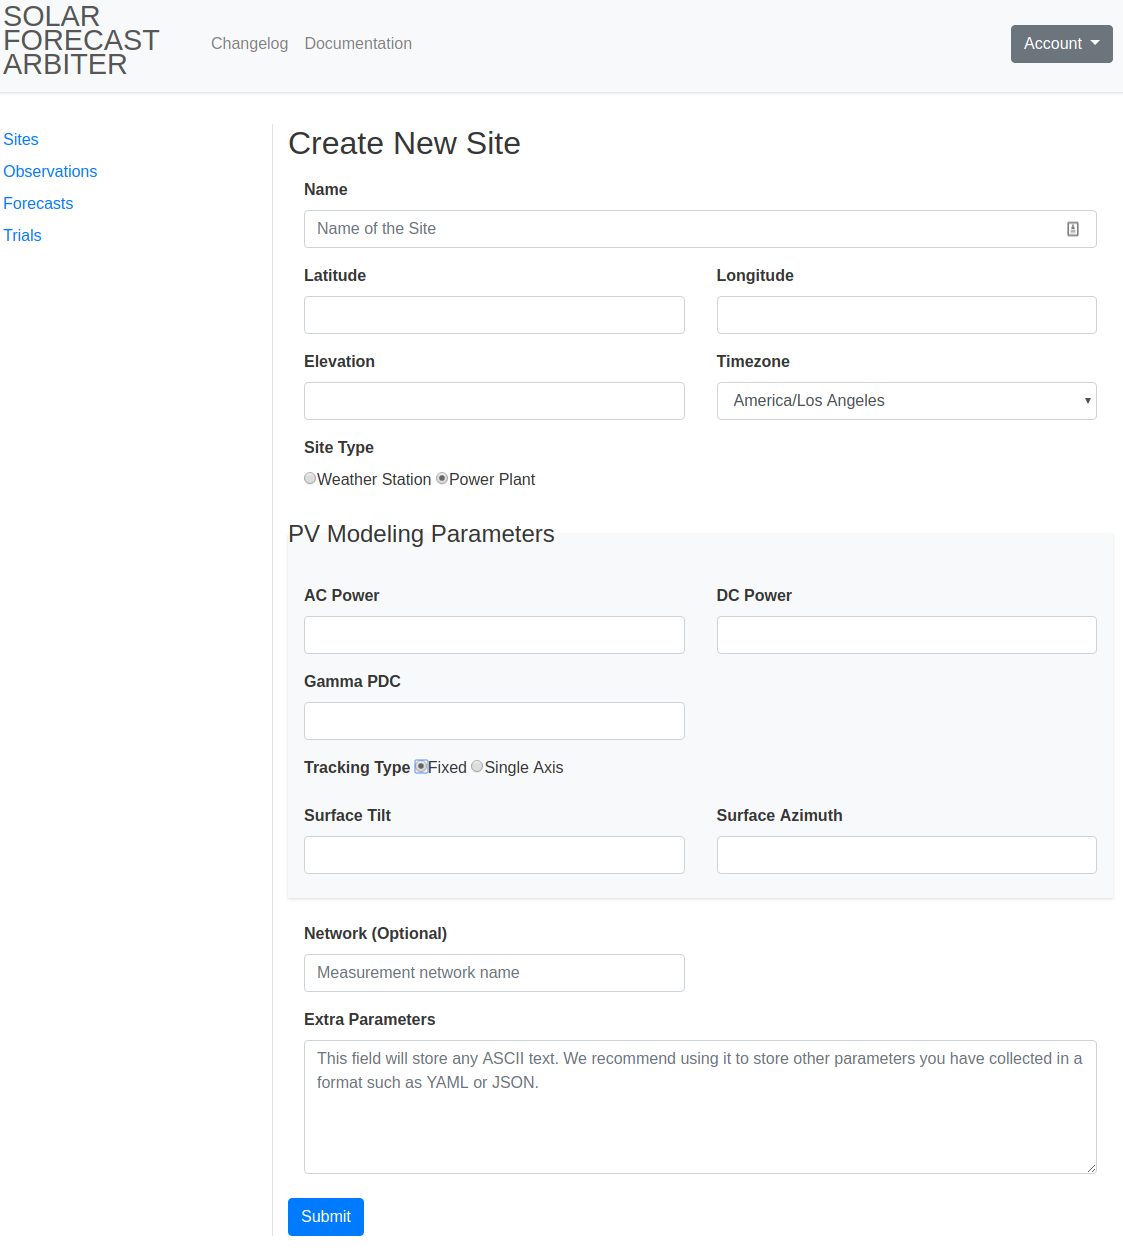 SOLAR
FORECAST
ARBITER
Changelog Documentation
Account
Sites
Observations
Forecasts
Trials
Create New Site
Name
Name of the Site
Latitude Longitude
Elevation Timezone
America/Los Angeles
Site Type
Weather Station Power Plant
PV Modeling Parameters
AC Power DC Power
Gamma PDC
Tracking Type Fixed Single Axis
Surface Tilt Surface Azimuth
Network (Optional)
Measurement network name
Extra Parameters
This field will store any ASCII text. We recommend using it to store other parameters you have collected in a
format such as YAML or JSON.
Submit